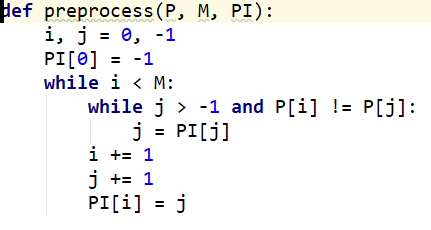 def preprocess(P, M, PI):
    i, j = 0, -1
    PI[0] = -1
    while i < M:
        while j > -1 and P[i] != P[j]:
            j = PI[j]
        i += 1
        j += 1
        PI[i] = j